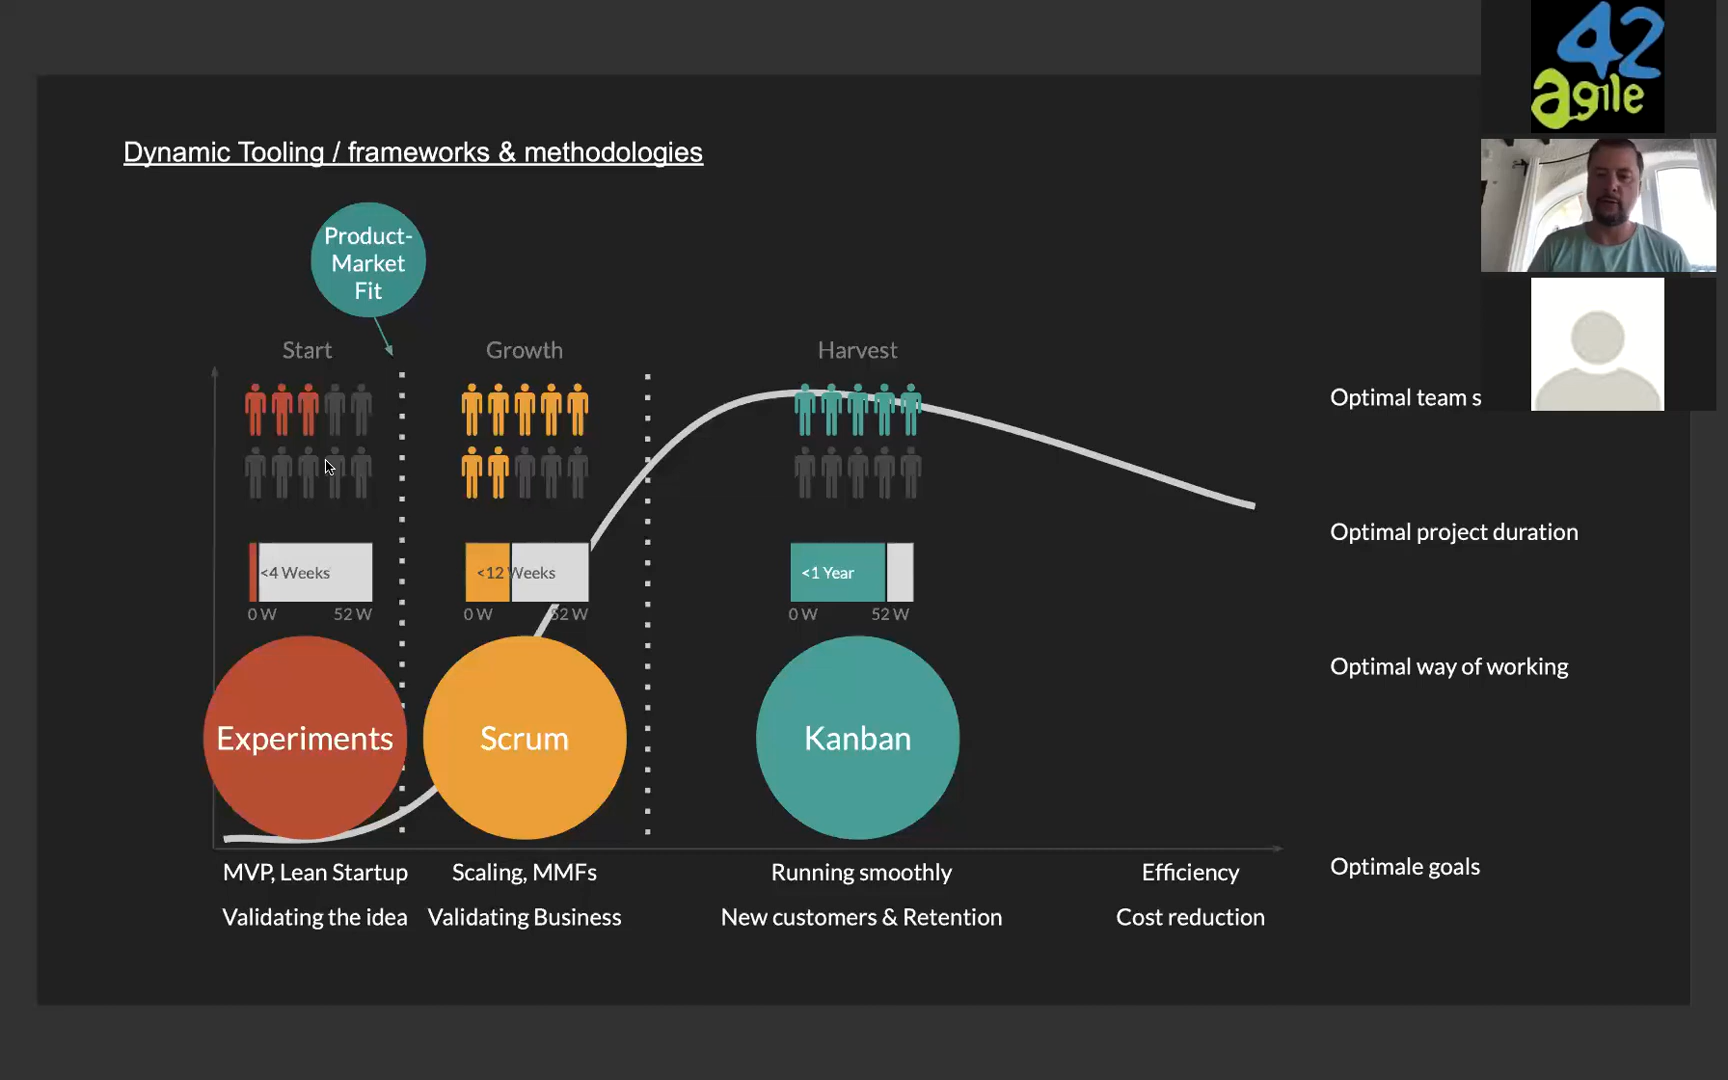 42
agile
Dynamic Tooling / frameworks & methodologies
Product-
Market
Fit
Start
Growth
Harvest
Optimal team s
<4 Weeks
<12 Weeks
<1 Year
Optimal project duration
0 W
52 W
0 W
52 W
0 W
52 W
Optimal way of working
Experiments
Scrum
Kanban
MVP, Lean Startup
Scaling, MMFs
Running smoothly
Efficiency
Optimale goals
Validating the idea
Validating Business
New customers & Retention
Cost reduction